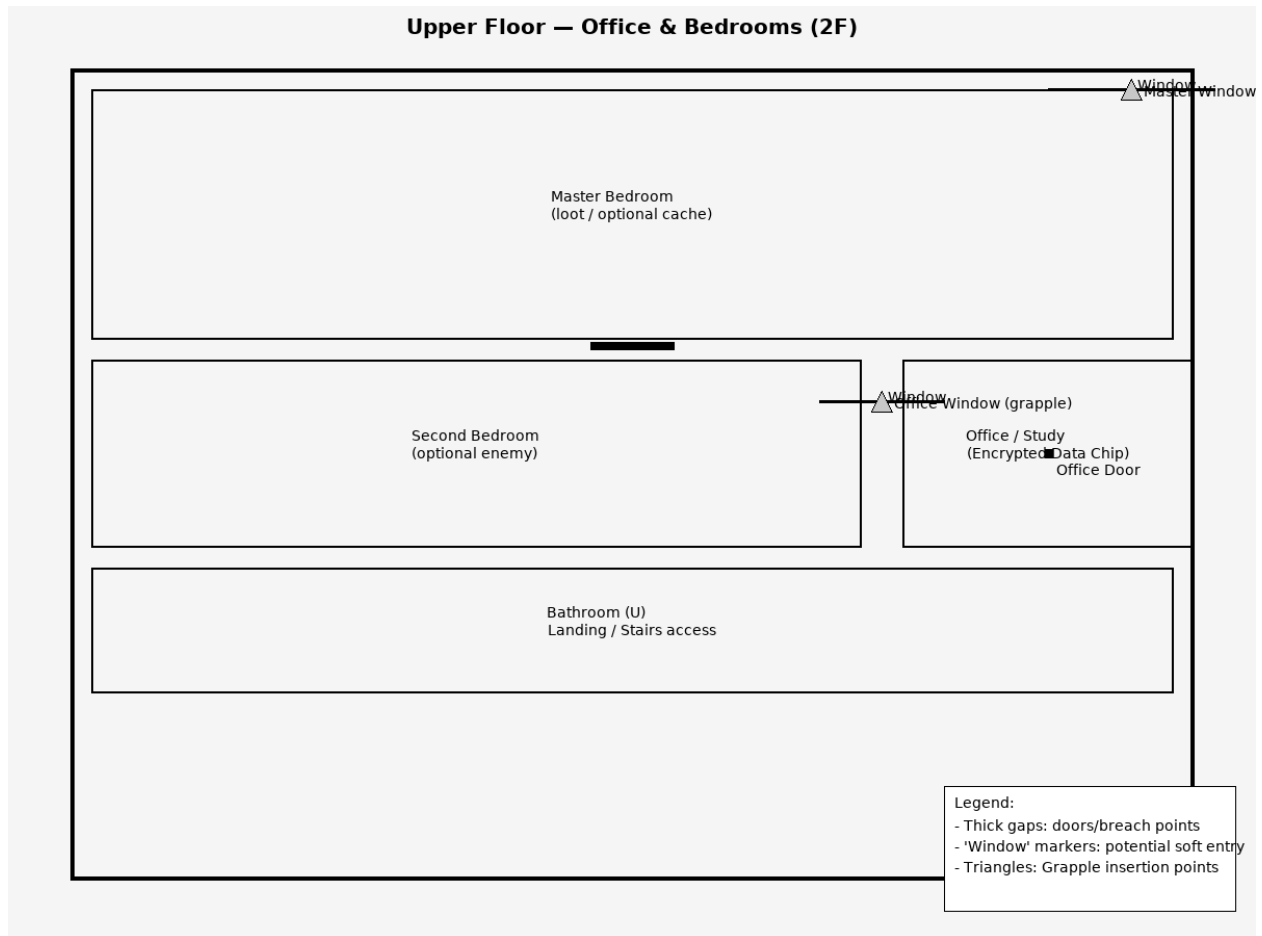 Upper Floor — Office & Bedrooms (2F)
Window
Master Window
Master Bedroom
(loot / optional cache)
Window
Office Window (grapple)
Second Bedroom
(optional enemy)
Office / Study
(Encrypted Data Chip)
Office Door
Bathroom (U)
Landing / Stairs access
Legend:
- Thick gaps: doors/breach points
- 'Window' markers: potential soft entry
- Triangles: Grapple insertion points